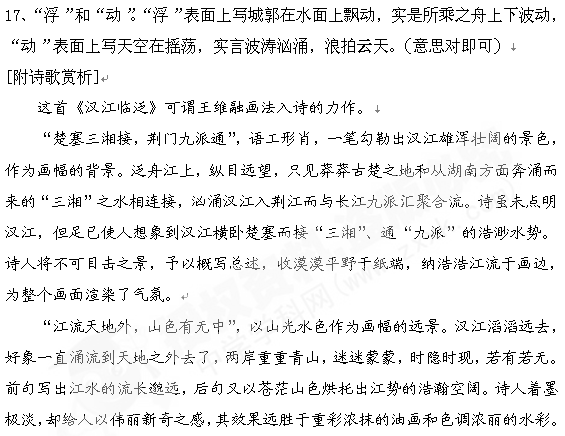 17、“浮”和“动”。“浮”表面上写城郭在水面上飘动，实是所乘之舟上下波动，
“动”表面上写天空在摇荡，实言波涛汹涌，浪拍云天。（意思对即可）↓
[附诗歌赏析]↵
这首《汉江临泛》可谓王维融画法入诗的力作。↵
“楚塞三湘接，荆门九派通”，语工形肖，一笔勾勒出汉江雄浑壮阔的景色，
作为画幅的背景。泛舟江上，纵目远望，只见莽莽古楚之地和从湖南方面奔涌而
来的“三湘”之水相连接，汹涌汉江入荆江而与长江九派汇聚合流。诗虽未点明
汉江，但足已使人想象到汉江横卧楚塞而接“三湘”、通“九派”的浩渺水势。
诗人将不可目击之景，予以概写总述，收漠漠平野于纸端，纳浩浩江流于画边，
为整个画面渲染了气氛。↵
“江流天地外，山色有无中”，以山光水色作为画幅的远景。汉江滔滔远去，
好象一直涌流到天地之外去了，两岸重重青山，迷迷蒙蒙，时隐时现，若有若无。
前句写出江水的流长邈远，后句又以苍茫山色烘托出江势的浩瀚空阔。诗人着墨
极淡，却给人以伟丽新奇之感，其效果远胜于重彩浓抹的油画和色调浓丽的水彩。